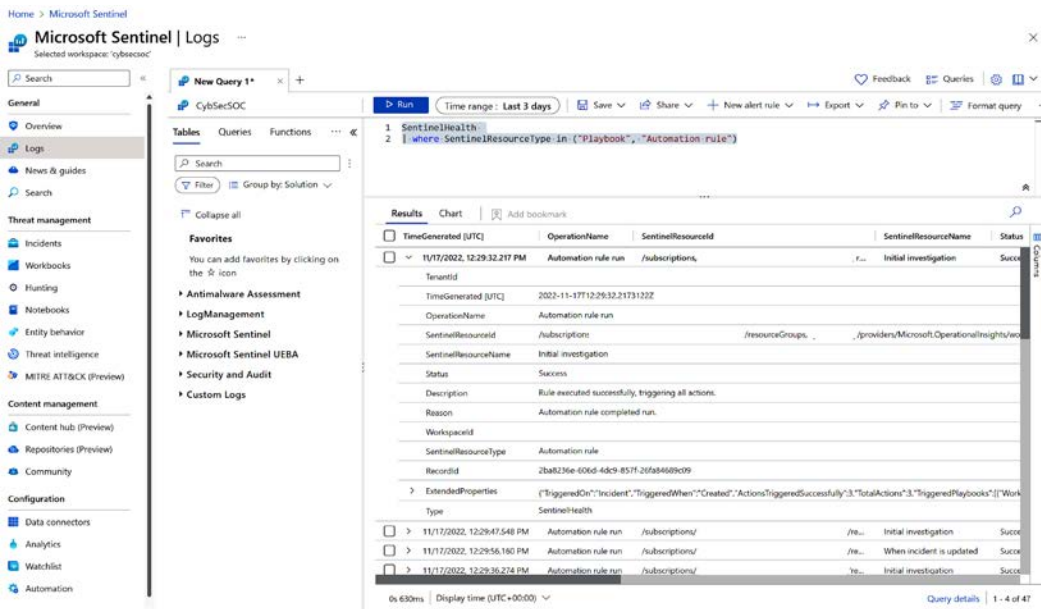 Home > Microsoft Sentinel
Microsoft Sentinel | Logs ...
Selected workspace: 'cybsecsoc'
Search
General
Overview
Logs
News & guides
Search
Threat management
Incidents
Workbooks
Hunting
Notebooks
Entity behavior
Threat intelligence
MITRE ATT&CK (Preview)
Content management
Content hub (Preview)
Repositories (Preview)
Community
Configuration
Data connectors
Analytics
Watchlist
Automation
New Query 1*
Feedback Queries
CybSecSOC
Run Time range : Last 3 days Save Share New alert rule Export Pin to Format query
Tables Queries Functions ...
Search
Filter Group by: Solution
Collapse all
Favorites
You can add favorites by clicking on
the ☆ icon
Antimalware Assessment
LogManagement
Microsoft Sentinel
Microsoft Sentinel UEBA
Security and Audit
Custom Logs
1 SentinelHealth
2 | where SentinelResourceType in ("Playbook", "Automation rule")
Results Chart Add bookmark
TimeGenerated [UTC] OperationName SentinelResourceId SentinelResourceName Status
Columns
11/17/2022, 12:29:32.217 PM Automation rule run /subscriptions, r... Initial investigation Succe
TenantId
TimeGenerated [UTC] 2022-11-17T12:29:32.2173122Z
OperationName Automation rule run
SentinelResourceId /subscriptions /resourceGroups, /providers/Microsoft.OperationalInsights/wo
SentinelResourceName Initial investigation
Status Success
Description Rule executed successfully, triggering all actions.
Reason Automation rule completed run.
WorkspaceId
SentinelResourceType Automation rule
RecordId 2ba8236e-606d-4dc9-857f-26fa84689c09
ExtendedProperties {"TriggeredOn":"Incident","TriggeredWhen":"Created","ActionsTriggeredSuccessfully":3,"TotalActions":3,"TriggeredPlaybooks":[{"Work
Type SentinelHealth
11/17/2022, 12:29:47.548 PM Automation rule run /subscriptions/ /re... Initial investigation Succe
11/17/2022, 12:29:56.160 PM Automation rule run /subscriptions/ /re... When incident is updated Succe
11/17/2022, 12:29:36.274 PM Automation rule run /subscriptions/ 're... Initial investigation Succe
0s 630ms Display time (UTC+00:00) Query details 1 - 4 of 47